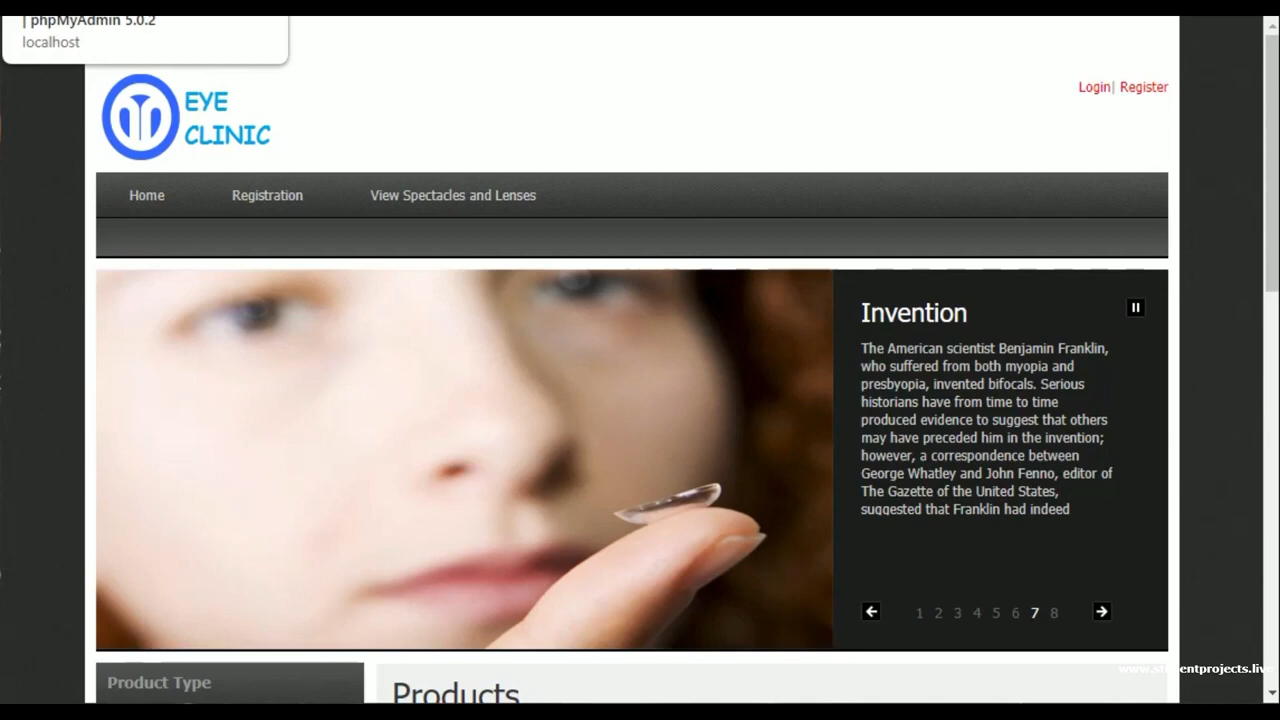 | phpMyAdmin 5.0.2
localhost
EYE
CLINIC
Login| Register
Home Registration View Spectacles and Lenses
Invention
The American scientist Benjamin Franklin,
who suffered from both myopia and
presbyopia, invented bifocals. Serious
historians have from time to time
produced evidence to suggest that others
may have preceded him in the invention;
however, a correspondence between
George Whatley and John Fenno, editor of
The Gazette of the United States,
suggested that Franklin had indeed
1 2 3 4 5 6 7 8
www.studentprojects.live
Product Type
Products